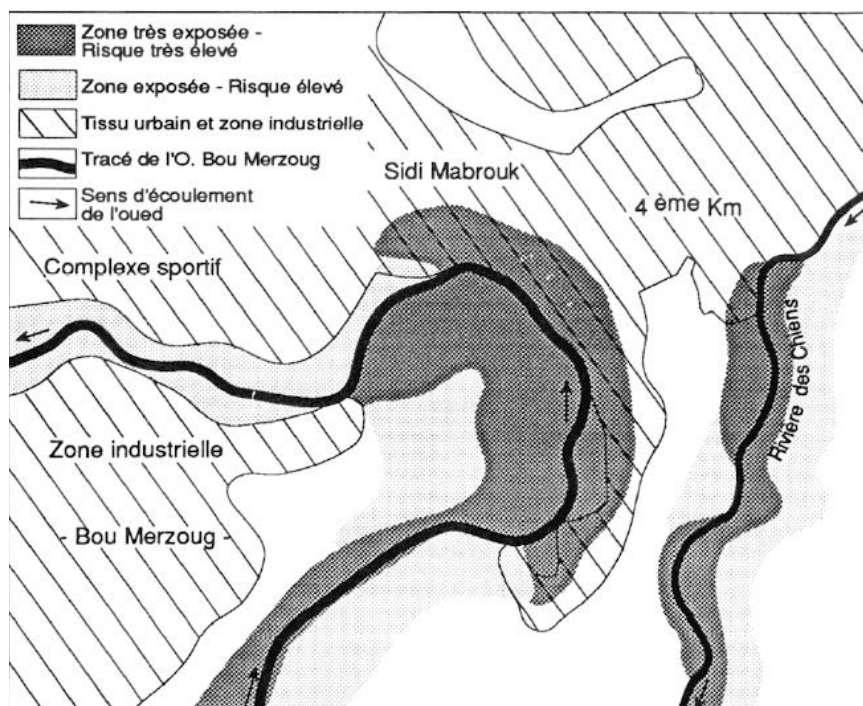 Zone très exposée -
Risque très élevé
Zone exposée - Risque élevé
Tissu urbain et zone industrielle
Tracé de l'O. Bou Merzoug
Sens d'écoulement
de l'oued
Sidi Mabrouk
4 ème Km
Complexe sportif
Rivière des Chiens
Zone industrielle
- Bou Merzoug -